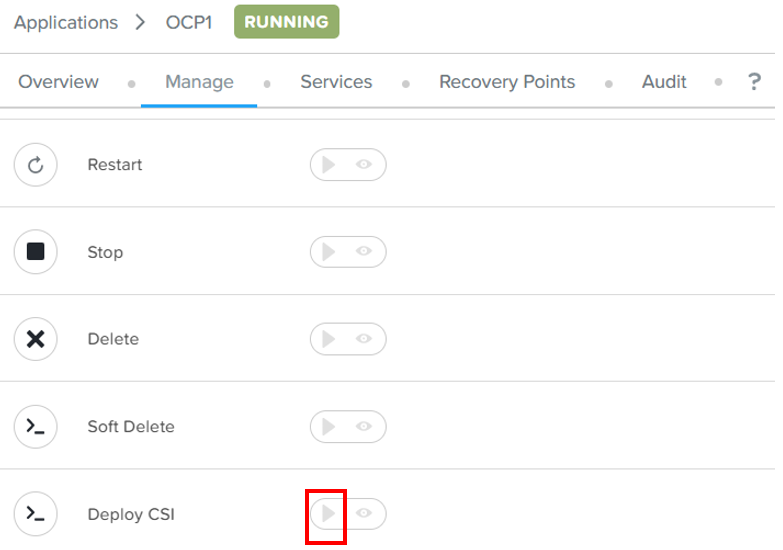 Applications > OCP1 RUNNING
Overview Manage Services Recovery Points Audit ?
Restart
Stop
Delete
Soft Delete
Deploy CSI